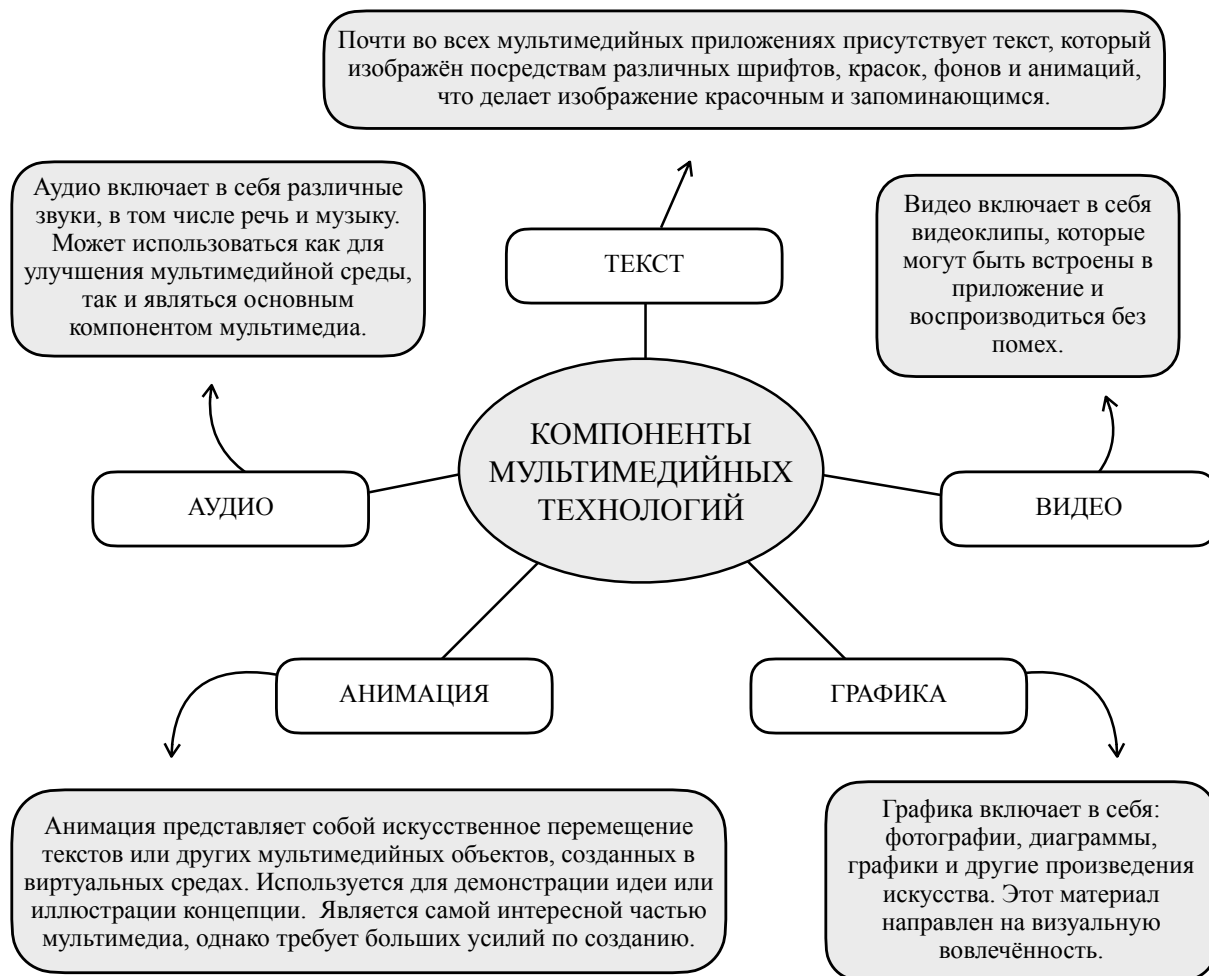 Почти во всех мультимедийных приложениях присутствует текст, который
изображён посредствам различных шрифтов, красок, фонов и анимаций,
что делает изображение красочным и запоминающимся.
Аудио включает в себя различные
звуки, в том числе речь и музыку.
Может использоваться как для
улучшения мультимедийной среды,
так и являться основным
компонентом мультимедиа.
Видео включает в себя
видеоклипы, которые
могут быть встроены в
приложение и
воспроизводиться без
помех.
ТЕКСТ
КОМПОНЕНТЫ
МУЛЬТИМЕДИЙНЫХ
ТЕХНОЛОГИЙ
АУДИО
ВИДЕО
АНИМАЦИЯ
ГРАФИКА
Анимация представляет собой искусственное перемещение
текстов или других мультимедийных объектов, созданных в
виртуальных средах. Используется для демонстрации идеи или
иллюстрации концепции.  Является самой интересной частью
мультимедиа, однако требует больших усилий по созданию.
Графика включает в себя:
фотографии, диаграммы,
графики и другие произведения
искусства. Этот материал
направлен на визуальную
вовлечённость.